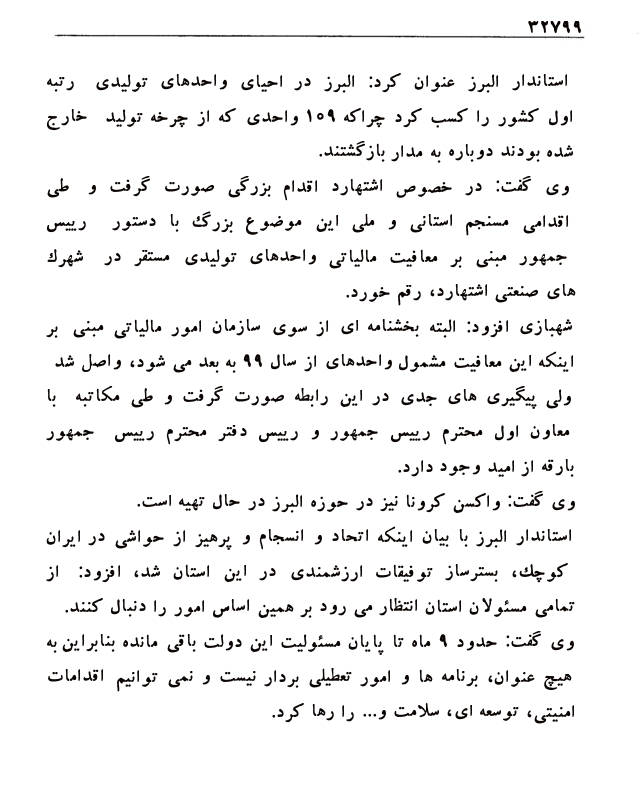 ۳۲۷۹۹
استاندار البرز عنوان کرد: البرز در احیای واحدهای تولیدی رتبه
اول کشور را کسب کرد چراکه ۱۰۹ واحدی که از چرخه تولید خارج
شده بودند دوباره به مدار بازگشتند.
وی گفت: در خصوص اشتهارد اقدام بزرگی صورت گرفت و طی
اقدامی مسنجم استانی و ملی این موضوع بزرگ با دستور رییس
جمهور مبنی بر معافیت مالیاتی واحدهای تولیدی مستقر در شهرك
های صنعتی اشتهارد، رقم خورد.
شهبازی افزود: البته بخشنامه ای از سوی سازمان امور مالیاتی مبنی بر
اینکه این معافیت مشمول واحدهای از سال ۹۹ به بعد می شود، واصل شد
ولی پیگیری های جدی در این رابطه صورت گرفت و طی مکاتبه با
معاون اول محترم رییس جمهور و رییس دفتر محترم رییس جمهور
بارقه از امید وجود دارد.
وی گفت: واکسن کرونا نیز در حوزه البرز در حال تهیه است.
استاندار البرز با بیان اینکه اتحاد و انسجام و پرهیز از حواشی در ایران
کوچك، بسترساز توفیقات ارزشمندی در این استان شد، افزود: از
تمامی مسئولان استان انتظار می رود بر همین اساس امور را دنبال کنند.
وی گفت: حدود ۹ ماه تا پایان مسئولیت این دولت باقی مانده بنابراین به
هیچ عنوان، برنامه ها و امور تعطیلی بردار نیست و نمی توانیم اقدامات
امنیتی، توسعه ای، سلامت و... را رها کرد.